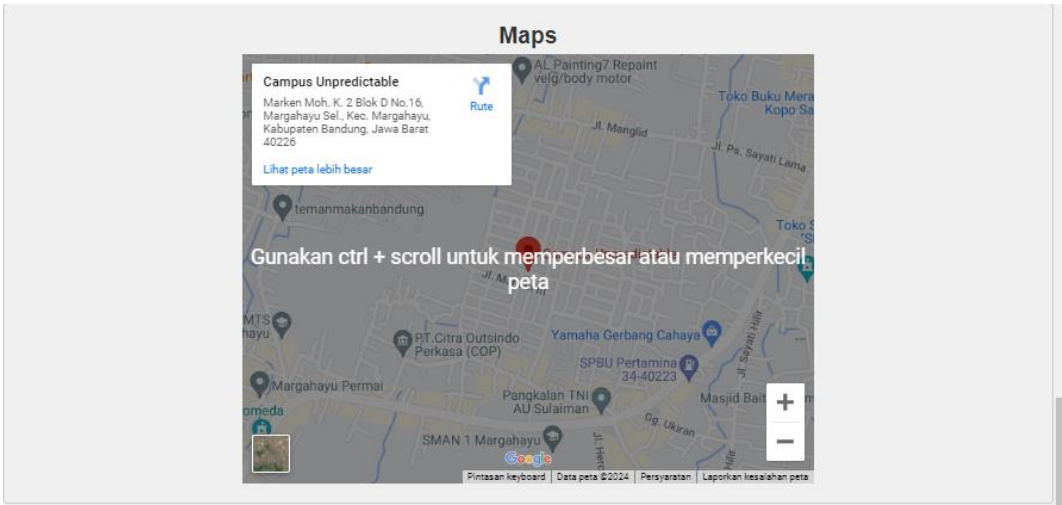 Maps
Campus Unpredictable
Marken Moh. K. 2 Blok D No.16,
Margahayu Sel., Kec. Margahayu,
Kabupaten Bandung, Jawa Barat
40226
Rute
Lihat peta lebih besar
AL Painting7 Repaint
velg/body motor
Toko Buku Mera
Kopo Sa
Jl. Manglid
Jl. Ps. Sayati Lama
temanmakanbandung
Toko S
Gunakan ctrl + scroll untuk memperbesar atau memperkecil
peta
MTS
hayu
PT.Citra Outsindo
Perkasa (COP)
Yamaha Gerbang Cahaya
Jl. Sayati Hilir
SPBU Pertamina
34-40223
Margahayu Permai
Pangkalan TNI
AU Sulaiman
Masjid Bait
omeda
Gg. Ukiran
SMAN 1 Margahayu
Jl. Herc
Google
+
−
Pintasan keyboard
Data peta ©2024
Persyaratan
Laporkan kesalahan peta